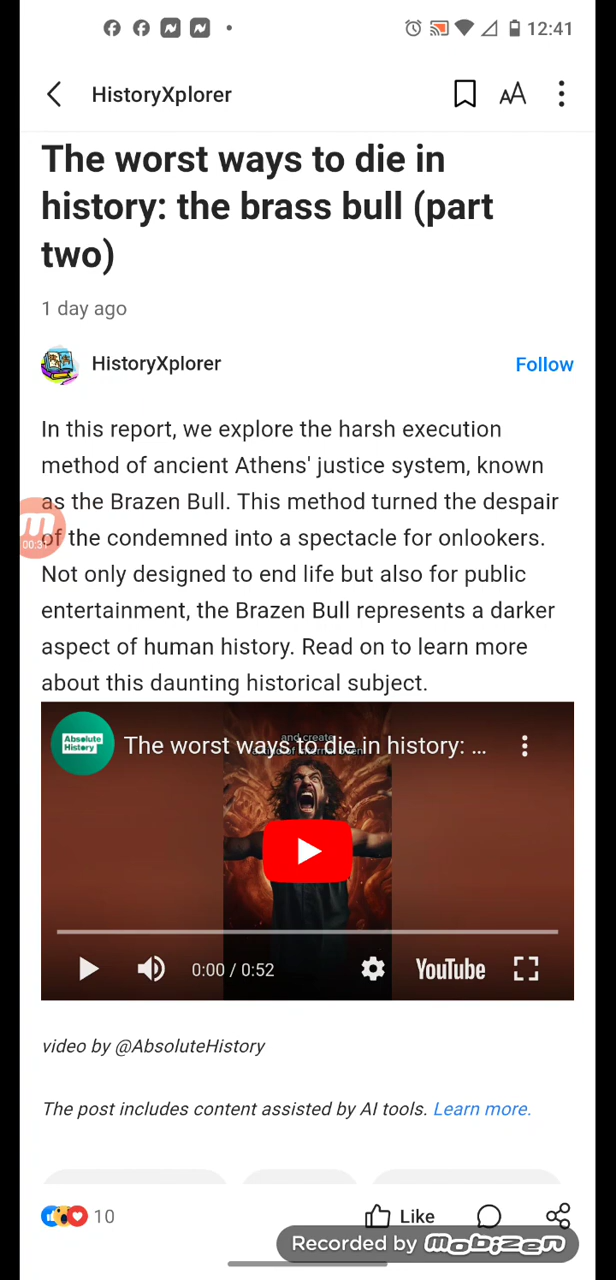 12:41
HistoryXplorer
AA
The worst ways to die in
history: the brass bull (part
two)
1 day ago
HistoryXplorer
Follow
In this report, we explore the harsh execution
method of ancient Athens' justice system, known
as the Brazen Bull. This method turned the despair
of the condemned into a spectacle for onlookers.
00:31
Not only designed to end life but also for public
entertainment, the Brazen Bull represents a darker
aspect of human history. Read on to learn more
about this daunting historical subject.
and create
Absolute
History
The worst ways to die in history: ...
0:00 / 0:52
YouTube
video by @AbsoluteHistory
The post includes content assisted by AI tools. Learn more.
10
Like
Recorded by mobizen